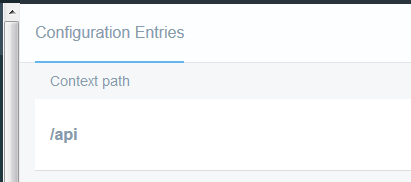 Configuration Entries
Context path
/api